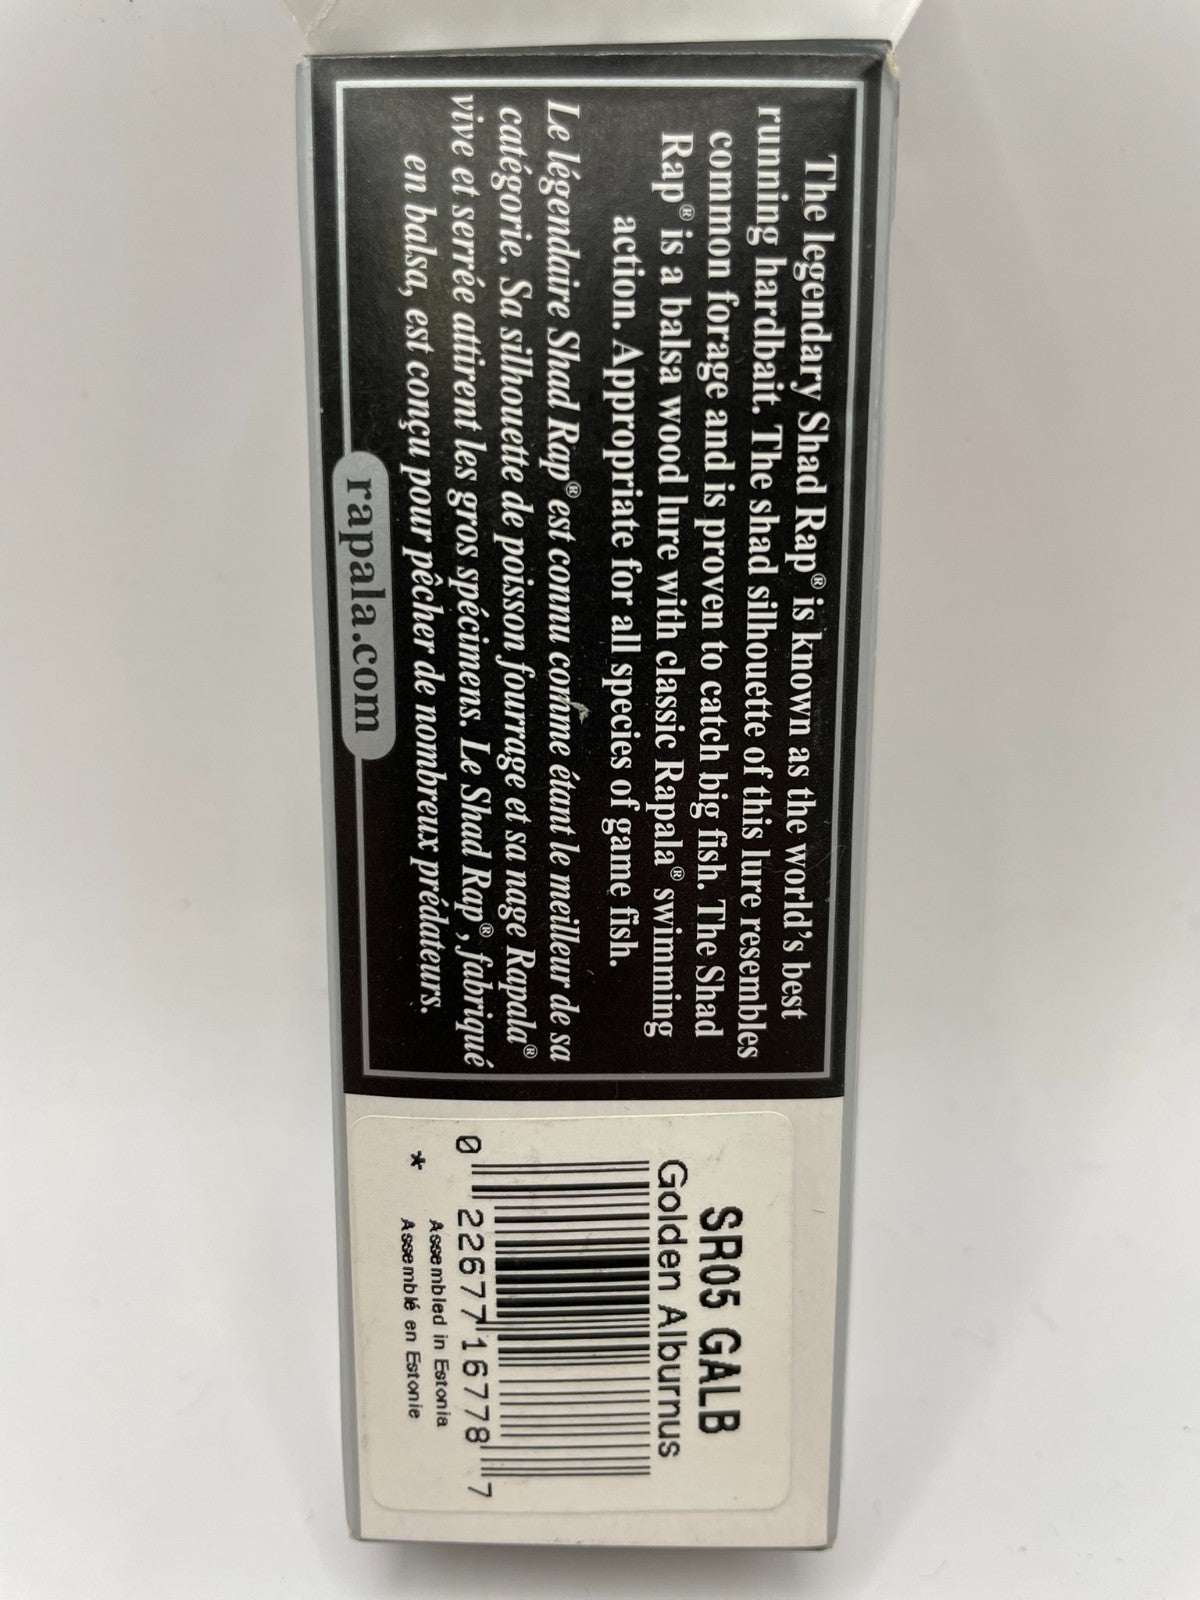 The legendary Shad Rap® is known as the world's best
running hardbait. The shad silhouette of this lure resembles
common forage and is proven to catch big fish. The Shad
Rap® is a balsa wood lure with classic Rapala® swimming
action. Appropriate for all species of game fish.
Le légendaire Shad Rap® est connu comme étant le meilleur de sa
catégorie. Sa silhouette de poisson fourrage et sa nage Rapala®
vive et serrée attirent les gros spécimens. Le Shad Rap®, fabriqué
en balsa, est conçu pour pêcher de nombreux prédateurs.
rapala.com
SR05 GALB
Golden Alburnus
0 22677 16778 7
Assembled in Estonia
* Assemblé en Estonie